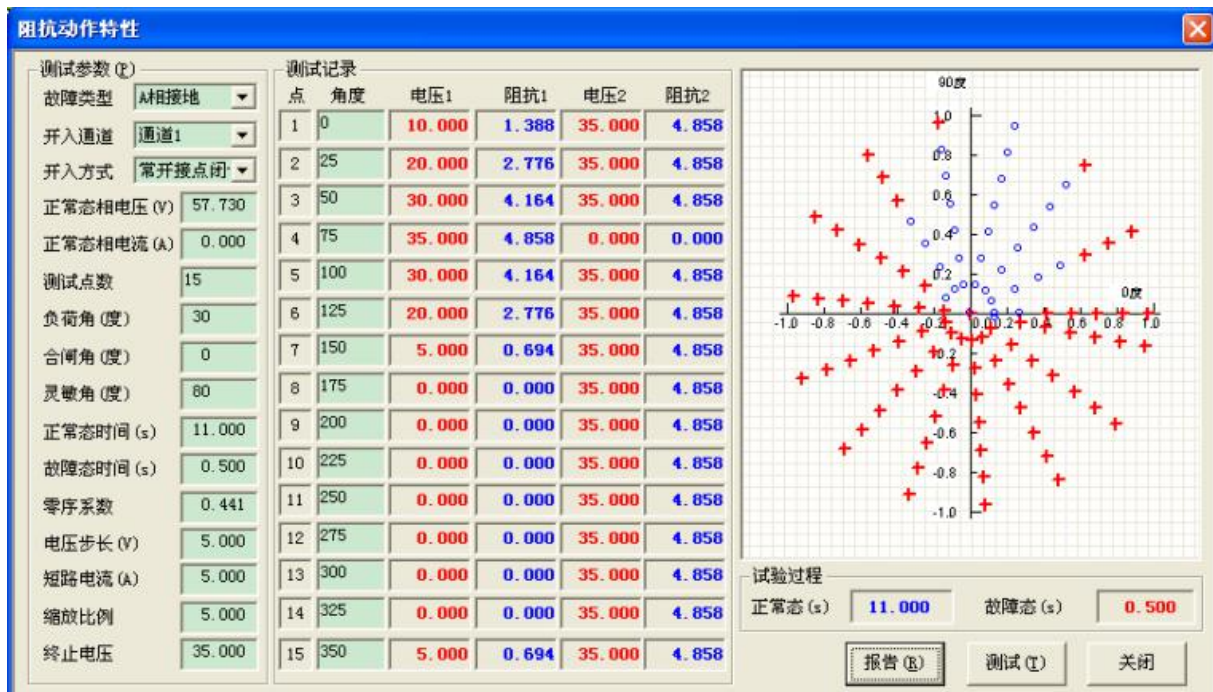 阻抗动作特性
测试参数(P)
故障类型 A相接地
开入通道 通道1
开入方式 常开接点闭
正常态相电压(V) 57.730
正常态相电流(A) 0.000
测试点数 15
负荷角(度) 30
合闸角(度) 0
灵敏角(度) 80
正常态时间(s) 11.000
故障态时间(s) 0.500
零序系数 0.441
电压步长(V) 5.000
短路电流(A) 5.000
缩放比例 5.000
终止电压 35.000
测试记录
点 角度 电压1 阻抗1 电压2 阻抗2
1 0 10.000 1.388 35.000 4.858
2 25 20.000 2.776 35.000 4.858
3 50 30.000 4.164 35.000 4.858
4 75 35.000 4.858 0.000 0.000
5 100 30.000 4.164 35.000 4.858
6 125 20.000 2.776 35.000 4.858
7 150 5.000 0.694 35.000 4.858
8 175 0.000 0.000 35.000 4.858
9 200 0.000 0.000 35.000 4.858
10 225 0.000 0.000 35.000 4.858
11 250 0.000 0.000 35.000 4.858
12 275 0.000 0.000 35.000 4.858
13 300 0.000 0.000 35.000 4.858
14 325 0.000 0.000 35.000 4.858
15 350 5.000 0.694 35.000 4.858
90度
1.0
0.8
0.6
0.4
0.2
0度
-1.0 -0.8 -0.6 -0.4 -0.2 0.0 0.2 0.4 0.6 0.8 1.0
-0.2
-0.4
-0.6
-0.8
-1.0
试验过程
正常态(s) 11.000 故障态(s) 0.500
报告(R) 测试(T) 关闭